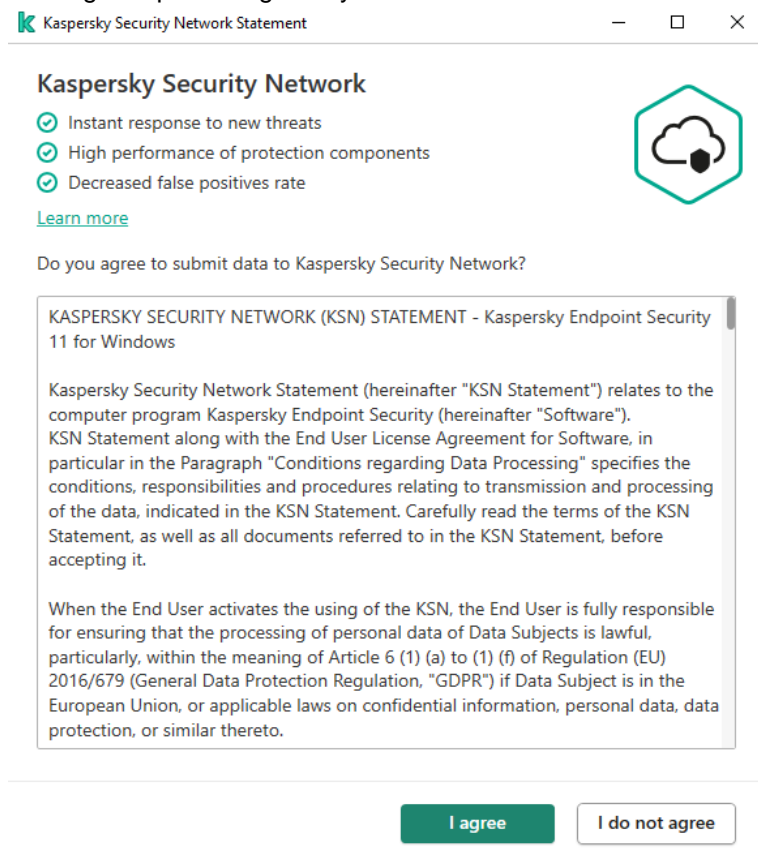 Kaspersky Security Network Statement
Kaspersky Security Network
Instant response to new threats
High performance of protection components
Decreased false positives rate
Learn more
Do you agree to submit data to Kaspersky Security Network?
KASPERSKY SECURITY NETWORK (KSN) STATEMENT - Kaspersky Endpoint Security
11 for Windows
Kaspersky Security Network Statement (hereinafter "KSN Statement") relates to the
computer program Kaspersky Endpoint Security (hereinafter "Software").
KSN Statement along with the End User License Agreement for Software, in
particular in the Paragraph "Conditions regarding Data Processing" specifies the
conditions, responsibilities and procedures relating to transmission and processing
of the data, indicated in the KSN Statement. Carefully read the terms of the KSN
Statement, as well as all documents referred to in the KSN Statement, before
accepting it.
When the End User activates the using of the KSN, the End User is fully responsible
for ensuring that the processing of personal data of Data Subjects is lawful,
particularly, within the meaning of Article 6 (1) (a) to (1) (f) of Regulation (EU)
2016/679 (General Data Protection Regulation, "GDPR") if Data Subject is in the
European Union, or applicable laws on confidential information, personal data, data
protection, or similar thereto.
I agree
I do not agree